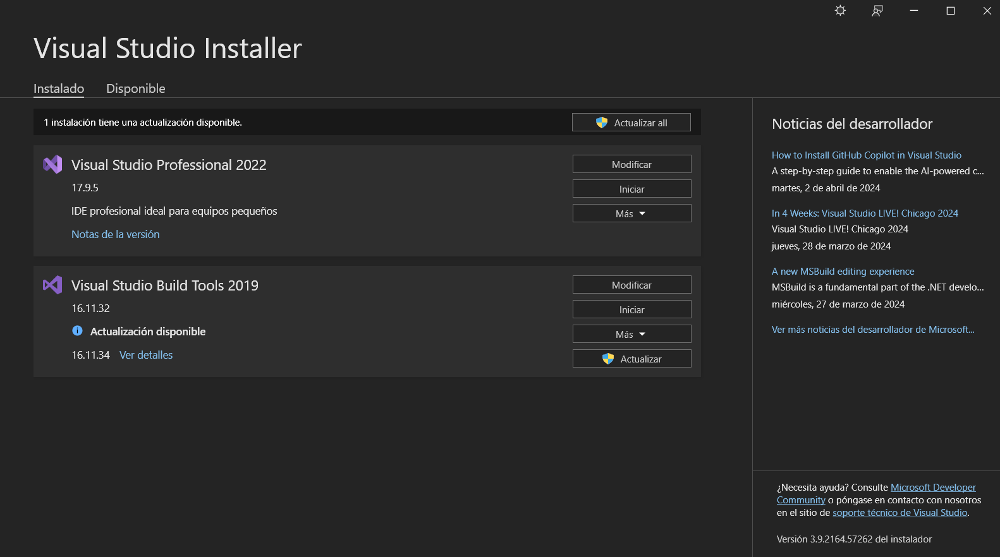 Visual Studio Installer
Instalado
Disponible
1 instalación tiene una actualización disponible.
Actualizar all
Visual Studio Professional 2022
17.9.5
IDE profesional ideal para equipos pequeños
Notas de la versión
Modificar
Iniciar
Más
Visual Studio Build Tools 2019
16.11.32
Actualización disponible
16.11.34 Ver detalles
Modificar
Iniciar
Más
Actualizar
Noticias del desarrollador
How to Install GitHub Copilot in Visual Studio
A step-by-step guide to enable the AI-powered c...
martes, 2 de abril de 2024
In 4 Weeks: Visual Studio LIVE! Chicago 2024
Visual Studio LIVE! Chicago 2024
jueves, 28 de marzo de 2024
A new MSBuild editing experience
MSBuild is a fundamental part of the .NET develo...
miércoles, 27 de marzo de 2024
Ver más noticias del desarrollador de Microsoft...
¿Necesita ayuda? Consulte Microsoft Developer
Community o póngase en contacto con nosotros
en el sitio de soporte técnico de Visual Studio.
Versión 3.9.2164.57262 del instalador